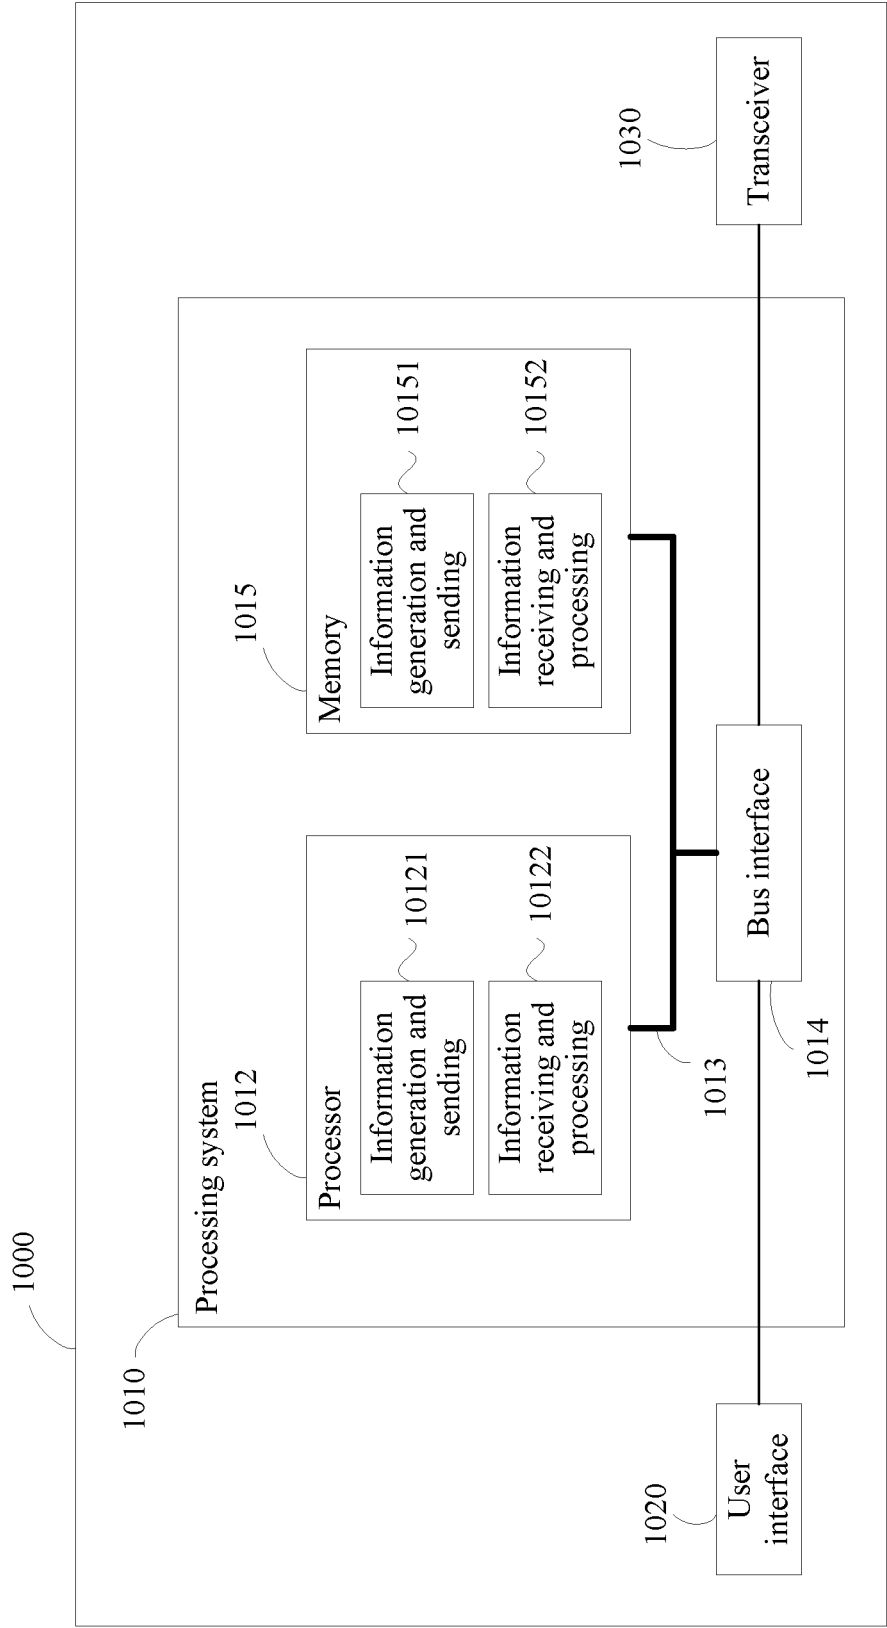 1000
1010
Processing system
1012
Processor
Information
generation and
sending
10121
Information
receiving and
processing
10122
1015
Memory
Information
generation and
sending
10151
Information
receiving and
processing
10152
1013
1020
User
interface
Bus interface
1014
1030
Transceiver